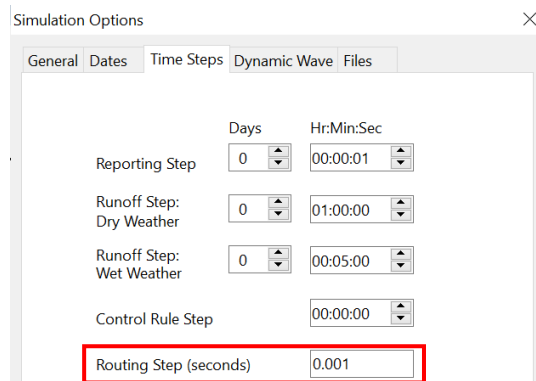 Simulation Options
General Dates Time Steps Dynamic Wave Files
Days Hr:Min:Sec
Reporting Step 0 00:00:01
Runoff Step:
Dry Weather 0 01:00:00
Runoff Step:
Wet Weather 0 00:05:00
Control Rule Step 00:00:00
Routing Step (seconds) 0.001